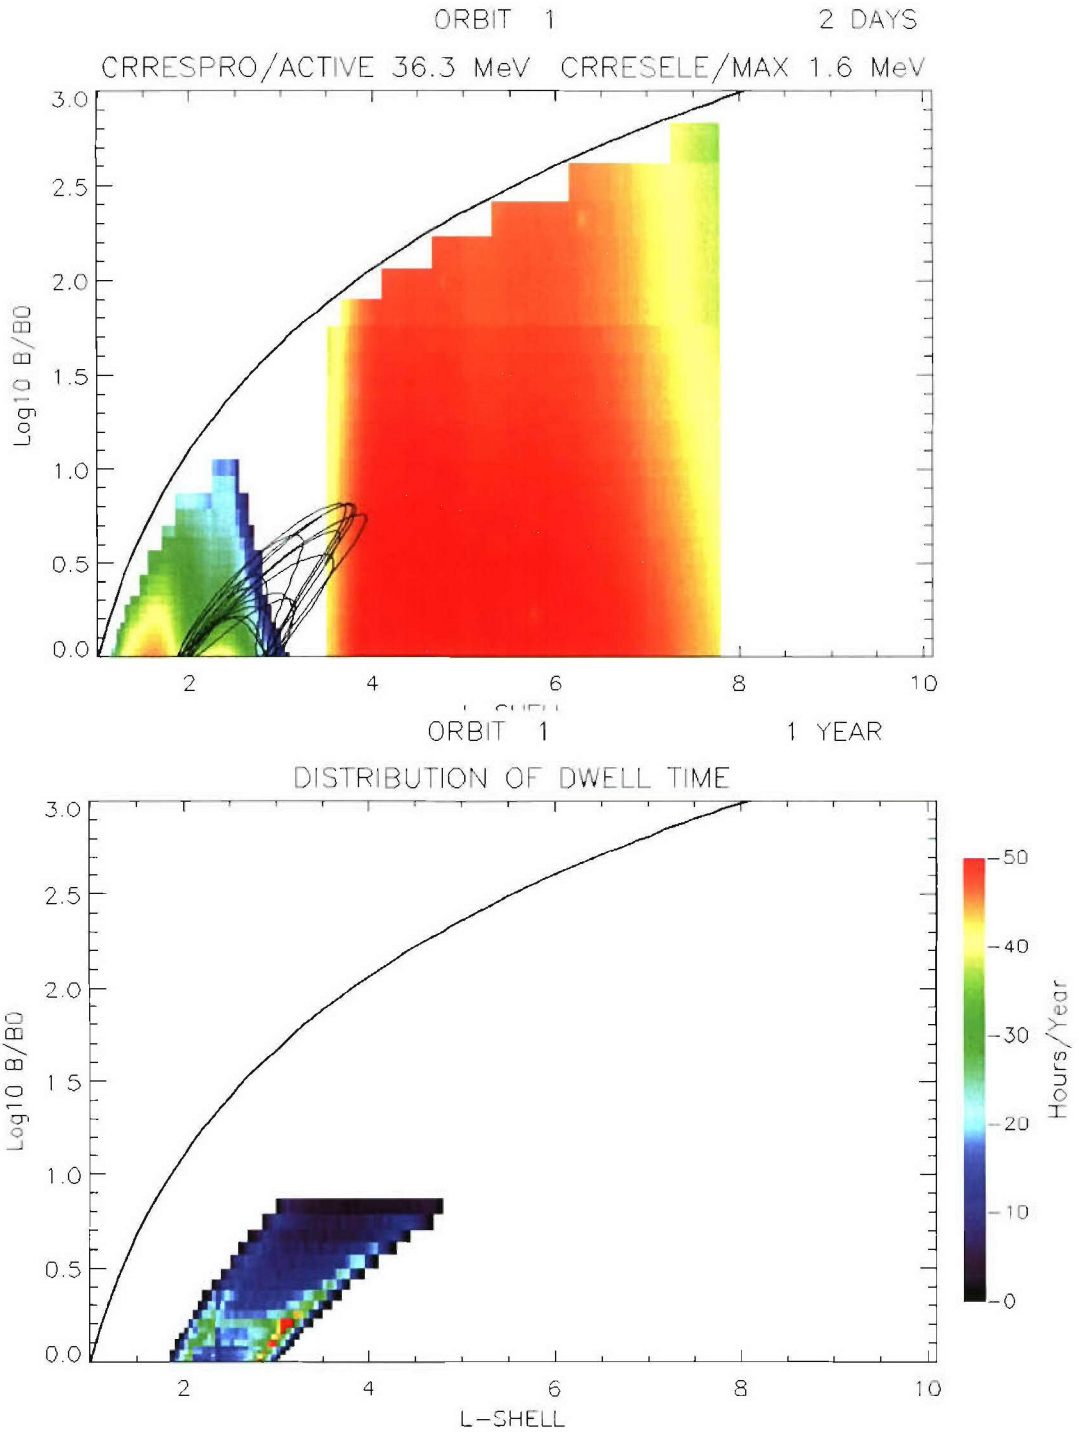 ORBIT 1 2 DAYS
CRRESPRO/ACTIVE 36.3 MeV CRRESELE/MAX 1.6 MeV
3.0
2.5
2.0
1.5
1.0
0.5
0.0
Log10 B/B0
2 4 6 8 10
ORBIT 1 1 YEAR
DISTRIBUTION OF DWELL TIME
3.0
2.5
2.0
1.5
1.0
0.5
0.0
Log10 B/B0
2 4 6 8 10
L-SHELL
50
40
30
20
10
0
Hours/Year